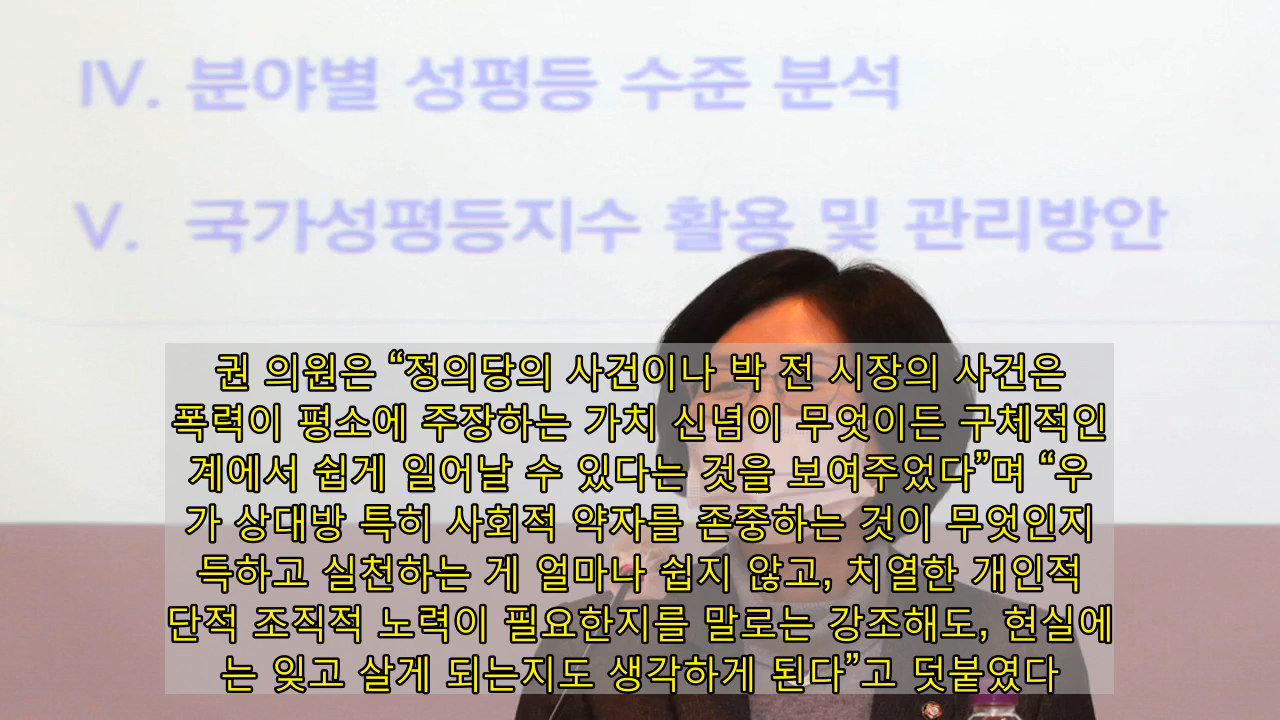 Ⅳ. 분야별 성평등 수준 분석
Ⅴ. 국가성평등지수 활용 및 관리방안
권 의원은 “정의당의 사건이나 박 전 시장의 사건은
폭력이 평소에 주장하는 가치 신념이 무엇이든 구체적인
계에서 쉽게 일어날 수 있다는 것을 보여주었다”며 “우
가 상대방 특히 사회적 약자를 존중하는 것이 무엇인지
득하고 실천하는 게 얼마나 쉽지 않고, 치열한 개인적
단적 조직적 노력이 필요한지를 말로는 강조해도, 현실에
는 잊고 살게 되는지도 생각하게 된다”고 덧붙였다